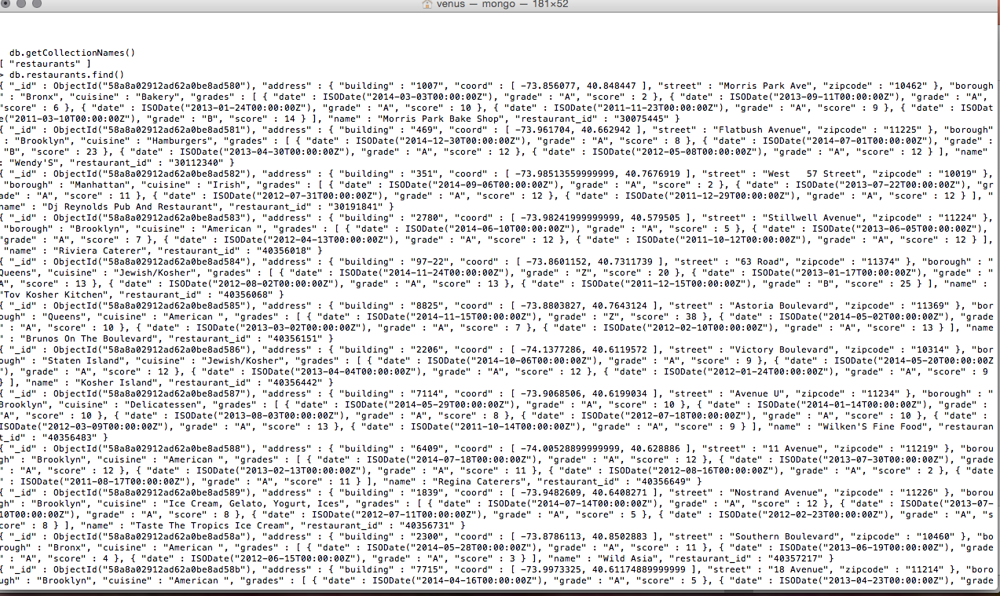 venus — mongo — 181×52
db.getCollectionNames()
[ "restaurants" ]
> db.restaurants.find()
{ "_id" : ObjectId("58a8a02912ad62a0be8ad580"), "address" : { "building" : "1007", "coord" : [ -73.856077, 40.848447 ], "street" : "Morris Park Ave", "zipcode" : "10462" }, "borough
" : "Bronx", "cuisine" : "Bakery", "grades" : [ { "date" : ISODate("2014-03-03T00:00:00Z"), "grade" : "A", "score" : 2 }, { "date" : ISODate("2013-09-11T00:00:00Z"), "grade" : "A",
"score" : 6 }, { "date" : ISODate("2013-01-24T00:00:00Z"), "grade" : "A", "score" : 10 }, { "date" : ISODate("2011-11-23T00:00:00Z"), "grade" : "A", "score" : 9 }, { "date" : ISODat
e("2011-03-10T00:00:00Z"), "grade" : "B", "score" : 14 } ], "name" : "Morris Park Bake Shop", "restaurant_id" : "30075445" }
{ "_id" : ObjectId("58a8a02912ad62a0be8ad581"), "address" : { "building" : "469", "coord" : [ -73.961704, 40.662942 ], "street" : "Flatbush Avenue", "zipcode" : "11225" }, "borough"
: "Brooklyn", "cuisine" : "Hamburgers", "grades" : [ { "date" : ISODate("2014-12-30T00:00:00Z"), "grade" : "A", "score" : 8 }, { "date" : ISODate("2014-07-01T00:00:00Z"), "grade" :
"B", "score" : 23 }, { "date" : ISODate("2013-04-30T00:00:00Z"), "grade" : "A", "score" : 12 }, { "date" : ISODate("2012-05-08T00:00:00Z"), "grade" : "A", "score" : 12 } ], "name" :
"Wendy'S", "restaurant_id" : "30112340" }
{ "_id" : ObjectId("58a8a02912ad62a0be8ad582"), "address" : { "building" : "351", "coord" : [ -73.98513559999999, 40.7676919 ], "street" : "West   57 Street", "zipcode" : "10019" },
"borough" : "Manhattan", "cuisine" : "Irish", "grades" : [ { "date" : ISODate("2014-09-06T00:00:00Z"), "grade" : "A", "score" : 2 }, { "date" : ISODate("2013-07-22T00:00:00Z"), "gr
ade" : "A", "score" : 11 }, { "date" : ISODate("2012-07-31T00:00:00Z"), "grade" : "A", "score" : 12 }, { "date" : ISODate("2011-12-29T00:00:00Z"), "grade" : "A", "score" : 12 } ], "
name" : "Dj Reynolds Pub And Restaurant", "restaurant_id" : "30191841" }
{ "_id" : ObjectId("58a8a02912ad62a0be8ad583"), "address" : { "building" : "2780", "coord" : [ -73.98241999999999, 40.579505 ], "street" : "Stillwell Avenue", "zipcode" : "11224" },
"borough" : "Brooklyn", "cuisine" : "American ", "grades" : [ { "date" : ISODate("2014-06-10T00:00:00Z"), "grade" : "A", "score" : 5 }, { "date" : ISODate("2013-06-05T00:00:00Z"),
"grade" : "A", "score" : 7 }, { "date" : ISODate("2012-04-13T00:00:00Z"), "grade" : "A", "score" : 12 }, { "date" : ISODate("2011-10-12T00:00:00Z"), "grade" : "A", "score" : 12 } ],
"name" : "Riviera Caterer", "restaurant_id" : "40356018" }
{ "_id" : ObjectId("58a8a02912ad62a0be8ad584"), "address" : { "building" : "97-22", "coord" : [ -73.8601152, 40.7311739 ], "street" : "63 Road", "zipcode" : "11374" }, "borough" : "
Queens", "cuisine" : "Jewish/Kosher", "grades" : [ { "date" : ISODate("2014-11-24T00:00:00Z"), "grade" : "Z", "score" : 20 }, { "date" : ISODate("2013-01-17T00:00:00Z"), "grade" : "
A", "score" : 13 }, { "date" : ISODate("2012-08-02T00:00:00Z"), "grade" : "A", "score" : 13 }, { "date" : ISODate("2011-12-15T00:00:00Z"), "grade" : "B", "score" : 25 } ], "name" :
"Tov Kosher Kitchen", "restaurant_id" : "40356068" }
{ "_id" : ObjectId("58a8a02912ad62a0be8ad585"), "address" : { "building" : "8825", "coord" : [ -73.8803827, 40.7643124 ], "street" : "Astoria Boulevard", "zipcode" : "11369" }, "bor
ough" : "Queens", "cuisine" : "American ", "grades" : [ { "date" : ISODate("2014-11-15T00:00:00Z"), "grade" : "Z", "score" : 38 }, { "date" : ISODate("2014-05-02T00:00:00Z"), "grade
" : "A", "score" : 10 }, { "date" : ISODate("2013-03-02T00:00:00Z"), "grade" : "A", "score" : 7 }, { "date" : ISODate("2012-02-10T00:00:00Z"), "grade" : "A", "score" : 13 } ], "name
" : "Brunos On The Boulevard", "restaurant_id" : "40356151" }
{ "_id" : ObjectId("58a8a02912ad62a0be8ad586"), "address" : { "building" : "2206", "coord" : [ -74.1377286, 40.6119572 ], "street" : "Victory Boulevard", "zipcode" : "10314" }, "bor
ough" : "Staten Island", "cuisine" : "Jewish/Kosher", "grades" : [ { "date" : ISODate("2014-10-06T00:00:00Z"), "grade" : "A", "score" : 9 }, { "date" : ISODate("2014-05-20T00:00:00Z
"), "grade" : "A", "score" : 12 }, { "date" : ISODate("2013-04-04T00:00:00Z"), "grade" : "A", "score" : 12 }, { "date" : ISODate("2012-01-24T00:00:00Z"), "grade" : "A", "score" : 9
} ], "name" : "Kosher Island", "restaurant_id" : "40356442" }
{ "_id" : ObjectId("58a8a02912ad62a0be8ad587"), "address" : { "building" : "7114", "coord" : [ -73.9068506, 40.6199034 ], "street" : "Avenue U", "zipcode" : "11234" }, "borough" : "
Brooklyn", "cuisine" : "Delicatessen", "grades" : [ { "date" : ISODate("2014-05-29T00:00:00Z"), "grade" : "A", "score" : 10 }, { "date" : ISODate("2014-01-14T00:00:00Z"), "grade" :
"A", "score" : 10 }, { "date" : ISODate("2013-08-03T00:00:00Z"), "grade" : "A", "score" : 8 }, { "date" : ISODate("2012-07-18T00:00:00Z"), "grade" : "A", "score" : 10 }, { "date" :
ISODate("2012-03-09T00:00:00Z"), "grade" : "A", "score" : 13 }, { "date" : ISODate("2011-10-14T00:00:00Z"), "grade" : "A", "score" : 9 } ], "name" : "Wilken'S Fine Food", "restauran
t_id" : "40356483" }
{ "_id" : ObjectId("58a8a02912ad62a0be8ad588"), "address" : { "building" : "6409", "coord" : [ -74.00528899999999, 40.628886 ], "street" : "11 Avenue", "zipcode" : "11219" }, "borou
gh" : "Brooklyn", "cuisine" : "American ", "grades" : [ { "date" : ISODate("2014-07-18T00:00:00Z"), "grade" : "A", "score" : 12 }, { "date" : ISODate("2013-07-30T00:00:00Z"), "grade
" : "A", "score" : 12 }, { "date" : ISODate("2013-02-13T00:00:00Z"), "grade" : "A", "score" : 11 }, { "date" : ISODate("2012-08-16T00:00:00Z"), "grade" : "A", "score" : 2 }, { "date
" : ISODate("2011-08-17T00:00:00Z"), "grade" : "A", "score" : 11 } ], "name" : "Regina Caterers", "restaurant_id" : "40356649" }
{ "_id" : ObjectId("58a8a02912ad62a0be8ad589"), "address" : { "building" : "1839", "coord" : [ -73.9482609, 40.6408271 ], "street" : "Nostrand Avenue", "zipcode" : "11226" }, "borou
gh" : "Brooklyn", "cuisine" : "Ice Cream, Gelato, Yogurt, Ices", "grades" : [ { "date" : ISODate("2014-07-14T00:00:00Z"), "grade" : "A", "score" : 12 }, { "date" : ISODate("2013-07-
10T00:00:00Z"), "grade" : "A", "score" : 8 }, { "date" : ISODate("2012-07-11T00:00:00Z"), "grade" : "A", "score" : 5 }, { "date" : ISODate("2012-02-23T00:00:00Z"), "grade" : "A", "s
core" : 8 } ], "name" : "Taste The Tropics Ice Cream", "restaurant_id" : "40356731" }
{ "_id" : ObjectId("58a8a02912ad62a0be8ad58a"), "address" : { "building" : "2300", "coord" : [ -73.8786113, 40.8502883 ], "street" : "Southern Boulevard", "zipcode" : "10460" }, "bo
rough" : "Bronx", "cuisine" : "American ", "grades" : [ { "date" : ISODate("2014-05-28T00:00:00Z"), "grade" : "A", "score" : 11 }, { "date" : ISODate("2013-06-19T00:00:00Z"), "grade
" : "A", "score" : 4 }, { "date" : ISODate("2012-06-15T00:00:00Z"), "grade" : "A", "score" : 3 } ], "name" : "Wild Asia", "restaurant_id" : "40357217" }
{ "_id" : ObjectId("58a8a02912ad62a0be8ad58b"), "address" : { "building" : "7715", "coord" : [ -73.9973325, 40.61174889999999 ], "street" : "18 Avenue", "zipcode" : "11214" }, "boro
ugh" : "Brooklyn", "cuisine" : "American ", "grades" : [ { "date" : ISODate("2014-04-16T00:00:00Z"), "grade" : "A", "score" : 5 }, { "date" : ISODate("2013-04-23T00:00:00Z"), "grade